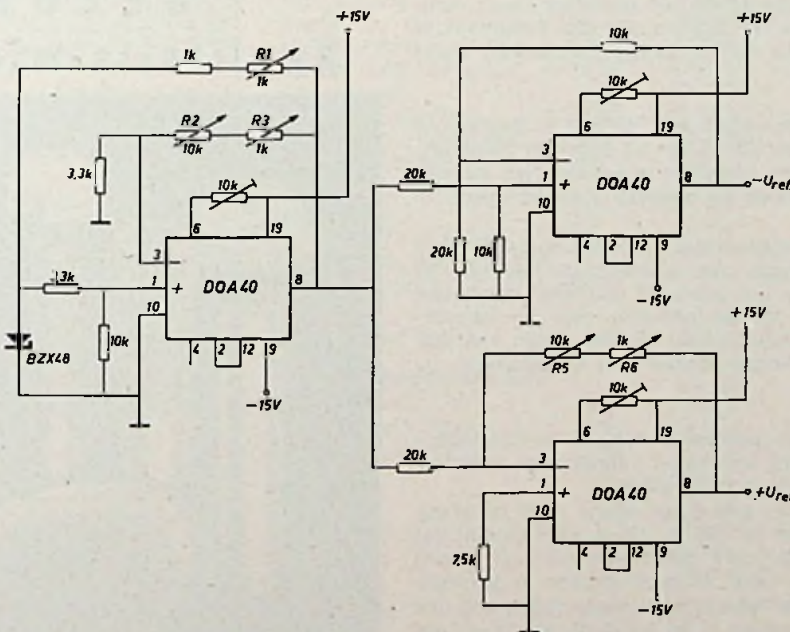 +15V
1k
R1
1k
R2
10k
R3
1k
3,3k
10k
6
19
3
−
1
+
10
DOA40
8
4
2
12
9
−15V
10k
BZX48
+15V
10k
10k
6
19
3
−
1
+
10
DOA40
8
−Uref.
20k
20k
10k
4
2
12
9
−15V
+15V
10k
R5
1k
R6
10k
6
19
20k
3
−
1
+
10
DOA40
8
+Uref
7,5k
4
2
12
9
−15V